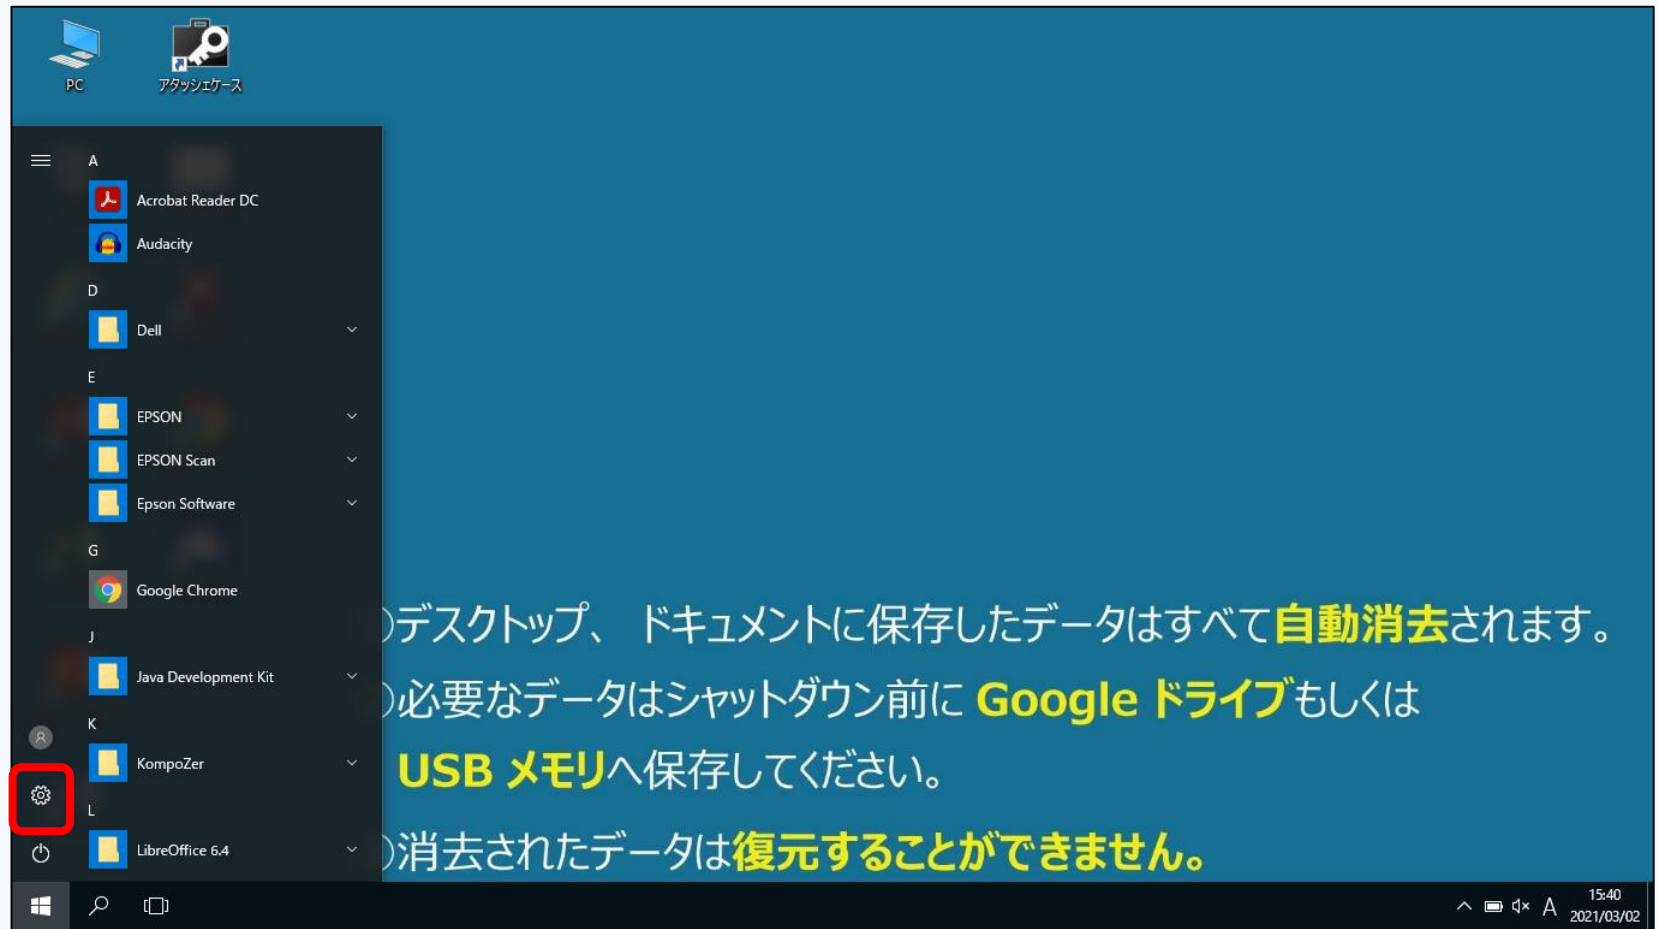 PC
アタッシェケース
A
Acrobat Reader DC
Audacity
D
Dell
E
EPSON
EPSON Scan
Epson Software
G
Google Chrome
J
Java Development Kit
K
KompoZer
L
LibreOffice 6.4
デスクトップ、 ドキュメントに保存したデータはすべて自動消去されます。
必要なデータはシャットダウン前に Google ドライブもしくは
USB メモリへ保存してください。
消去されたデータは復元することができません。
A
15:40
2021/03/02